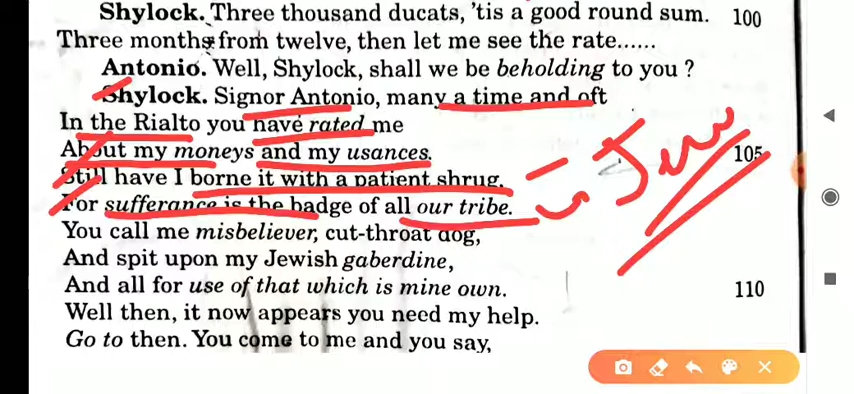 Shylock. Three thousand ducats, 'tis a good round sum. 100
Three months from twelve, then let me see the rate......
Antonio. Well, Shylock, shall we be beholding to you ?
Shylock. Signor Antonio, many a time and oft
In the Rialto you have rated me
About my moneys and my usances. 105
Still have I borne it with a patient shrug,
For sufferance is the badge of all our tribe.
You call me misbeliever, cut-throat dog,
And spit upon my Jewish gaberdine,
And all for use of that which is mine own. 110
Well then, it now appears you need my help.
Go to then. You come to me and you say,